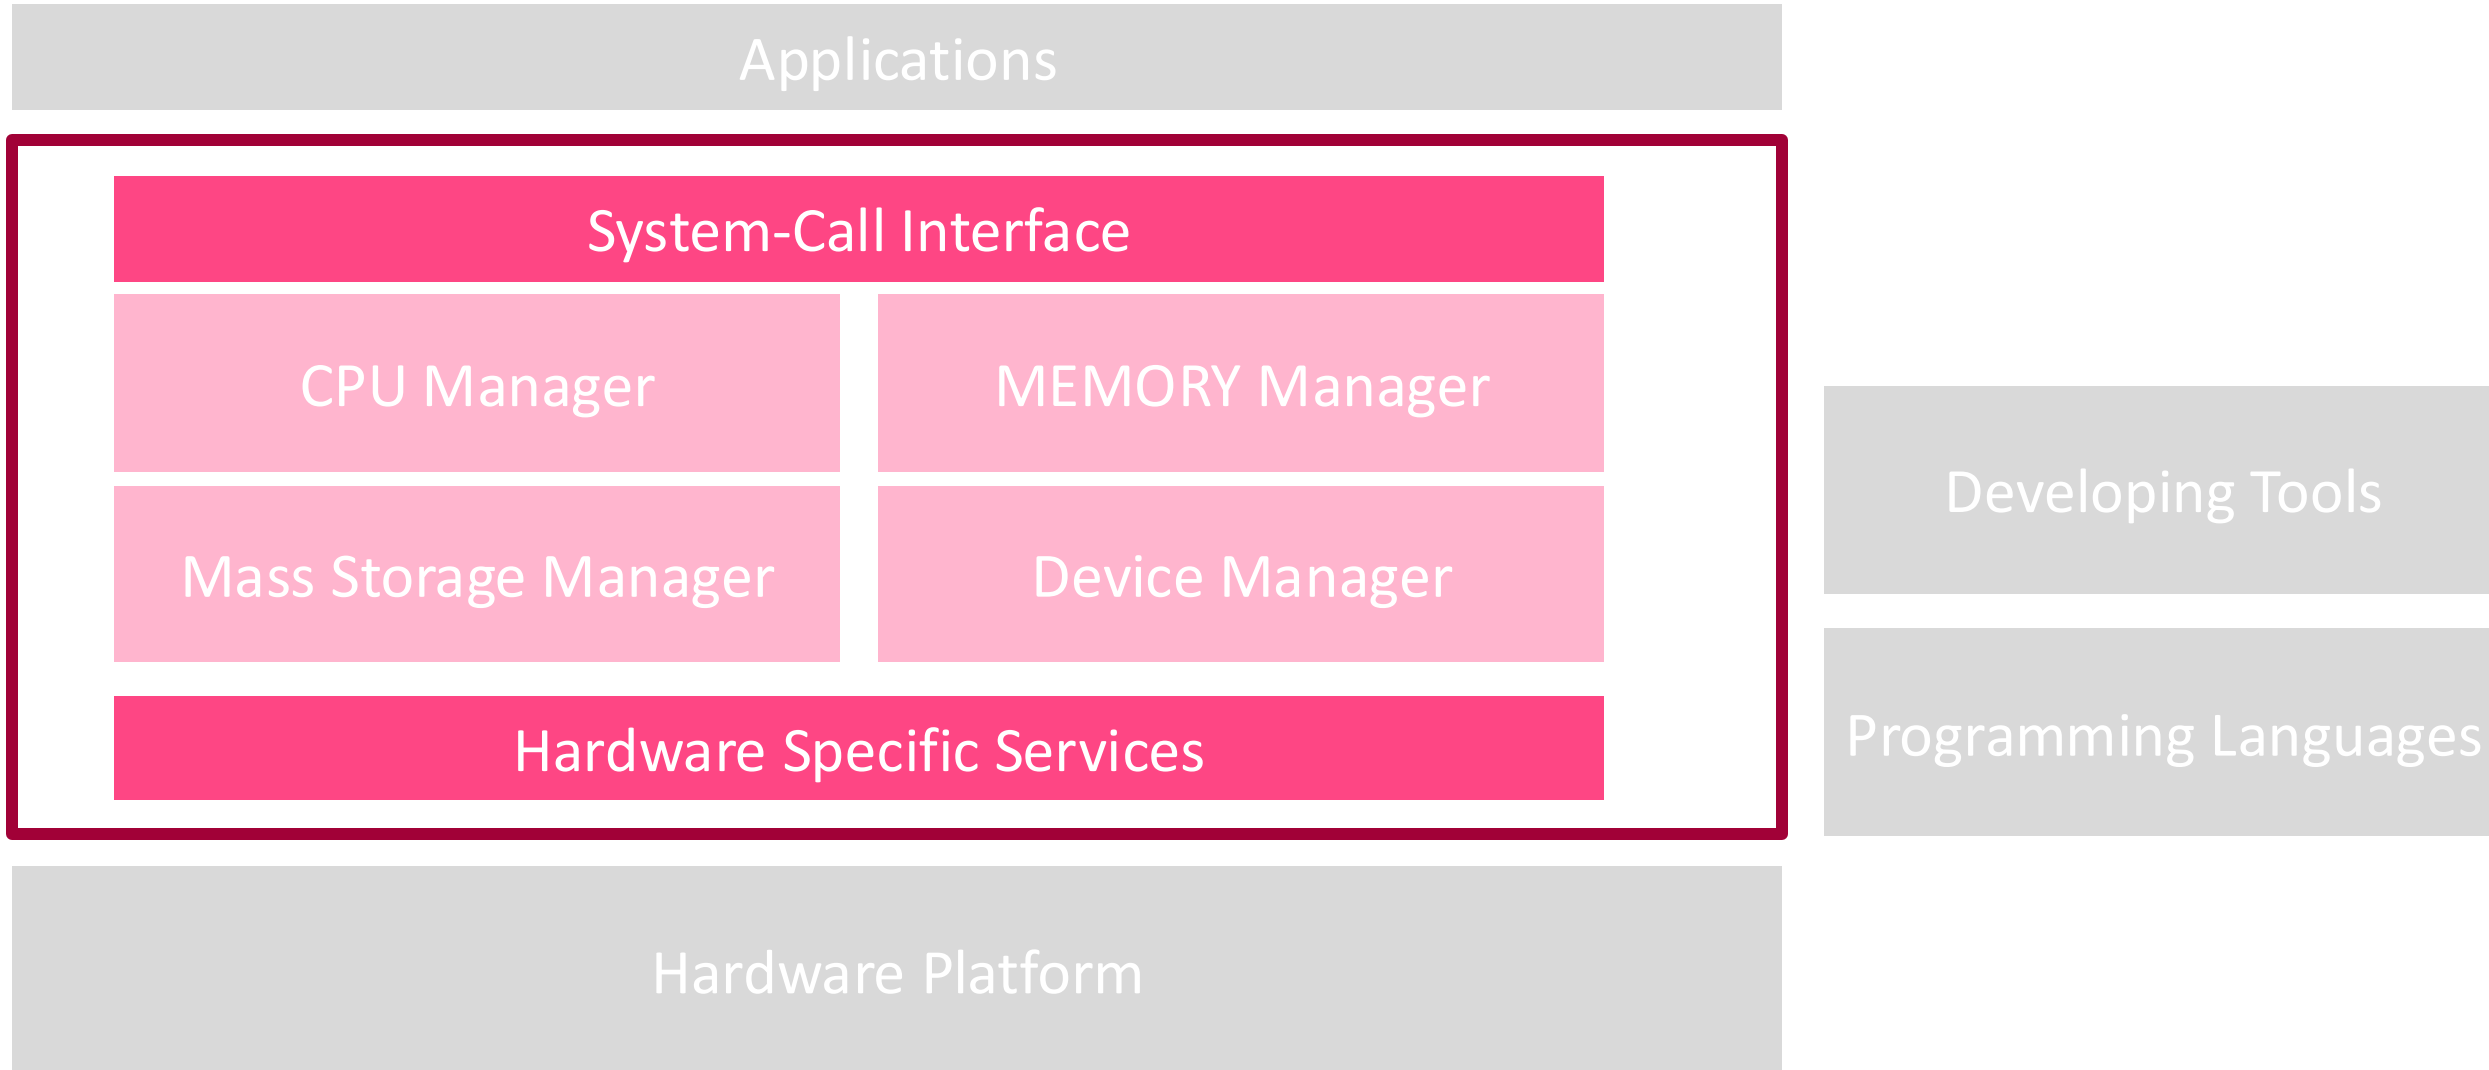 Applications
System-Call Interface
CPU Manager
MEMORY Manager
Mass Storage Manager
Device Manager
Hardware Specific Services
Developing Tools
Programming Languages
Hardware Platform